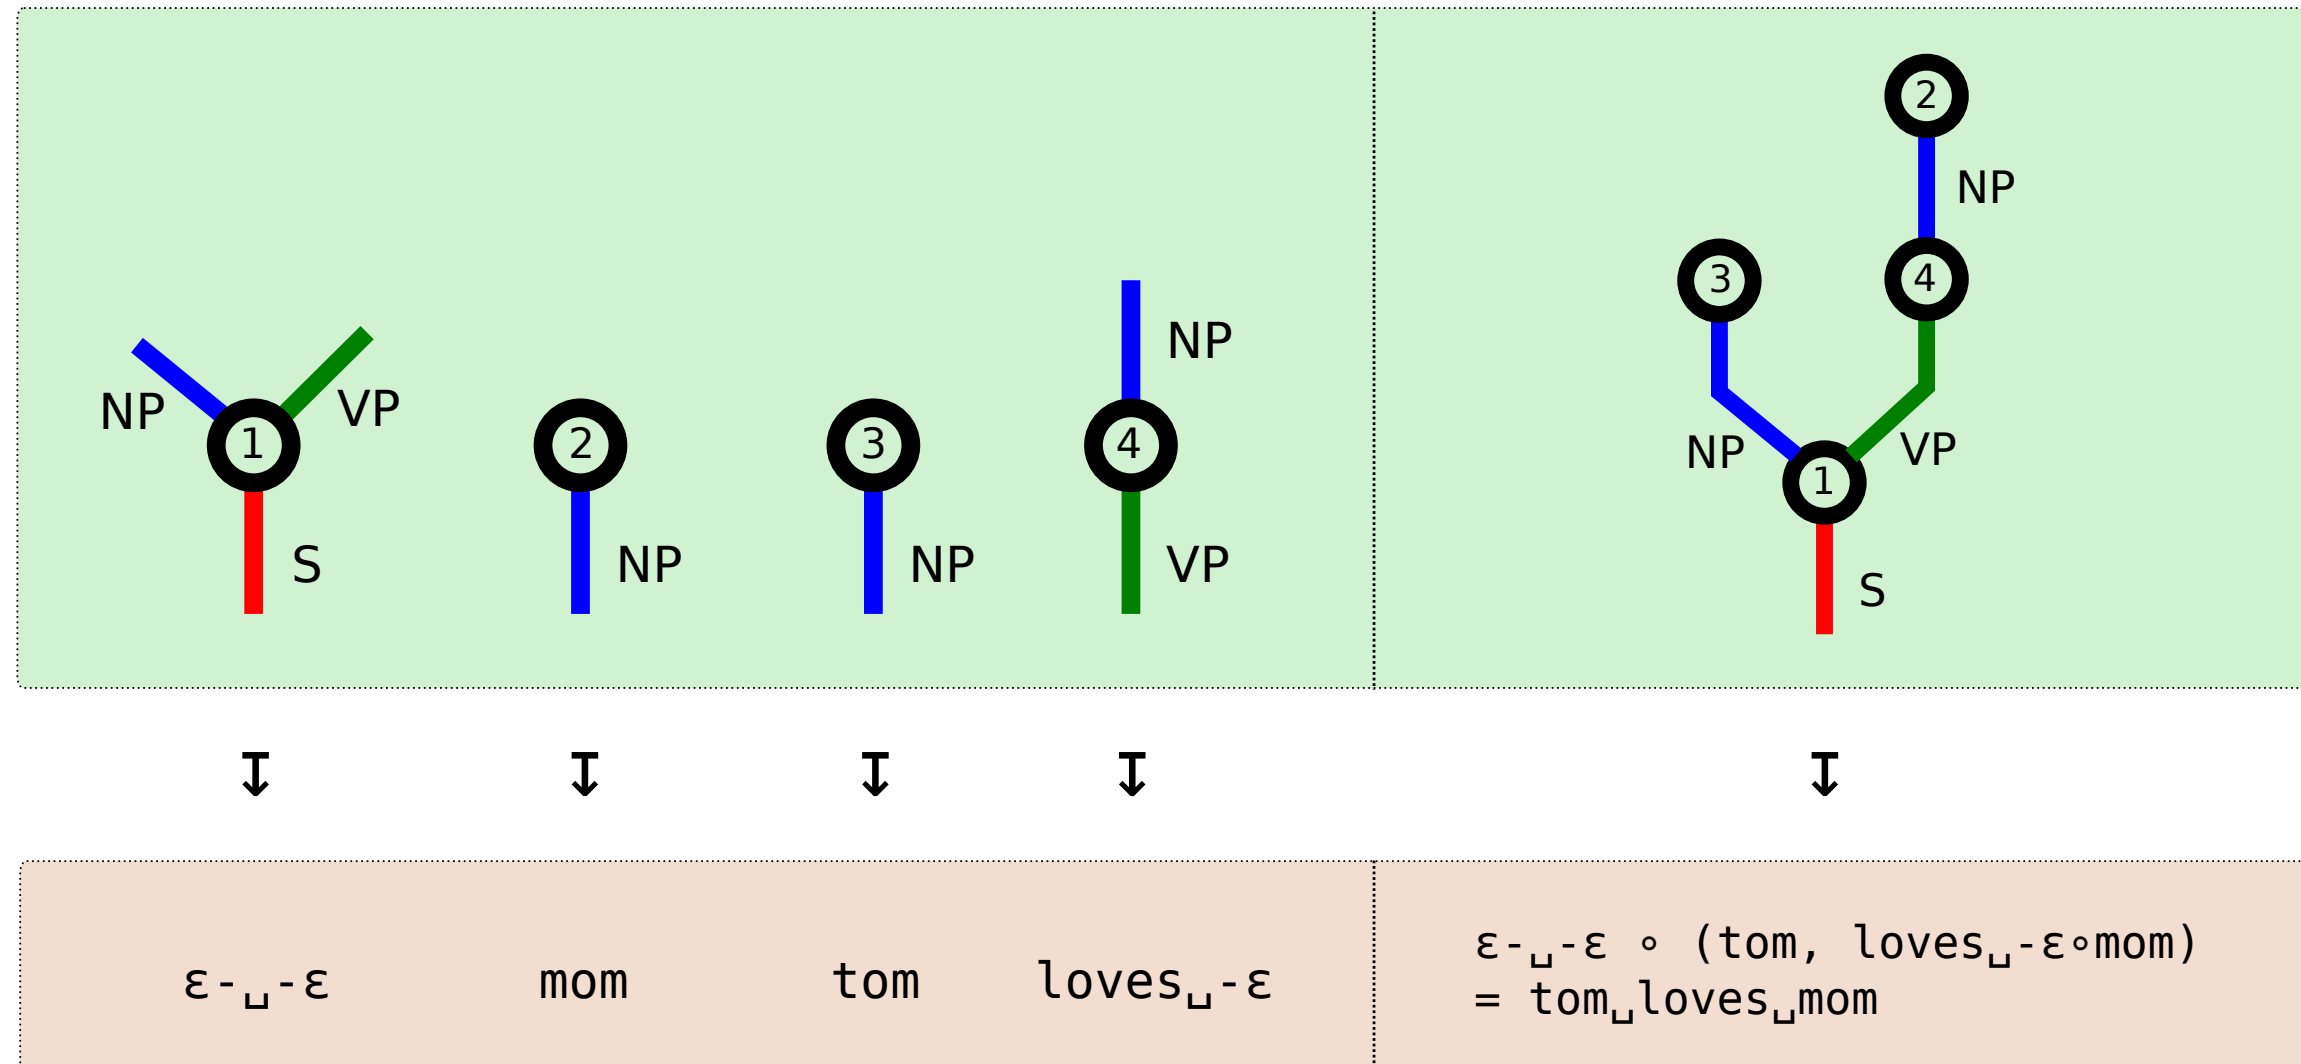 2
NP
3
4
NP
NP
VP
1
2
3
4
NP
VP
1
S
NP
NP
VP
S
↧
↧
↧
↧
↧
ε-␣-ε
mom
tom
loves␣-ε
ε-␣-ε ∘ (tom, loves␣-ε∘mom)
= tom␣loves␣mom